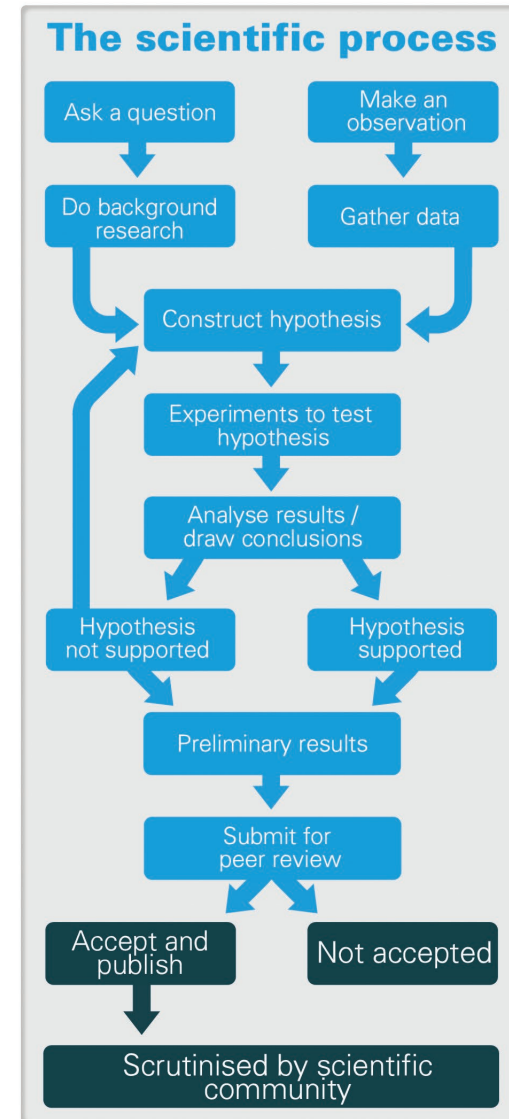 The scientific process
Ask a question
Make an
observation
Do background
research
Gather data
Construct hypothesis
Experiments to test
hypothesis
Analyse results /
draw conclusions
Hypothesis
not supported
Hypothesis
supported
Preliminary results
Submit for
peer review
Accept and
publish
Not accepted
Scrutinised by scientific
community